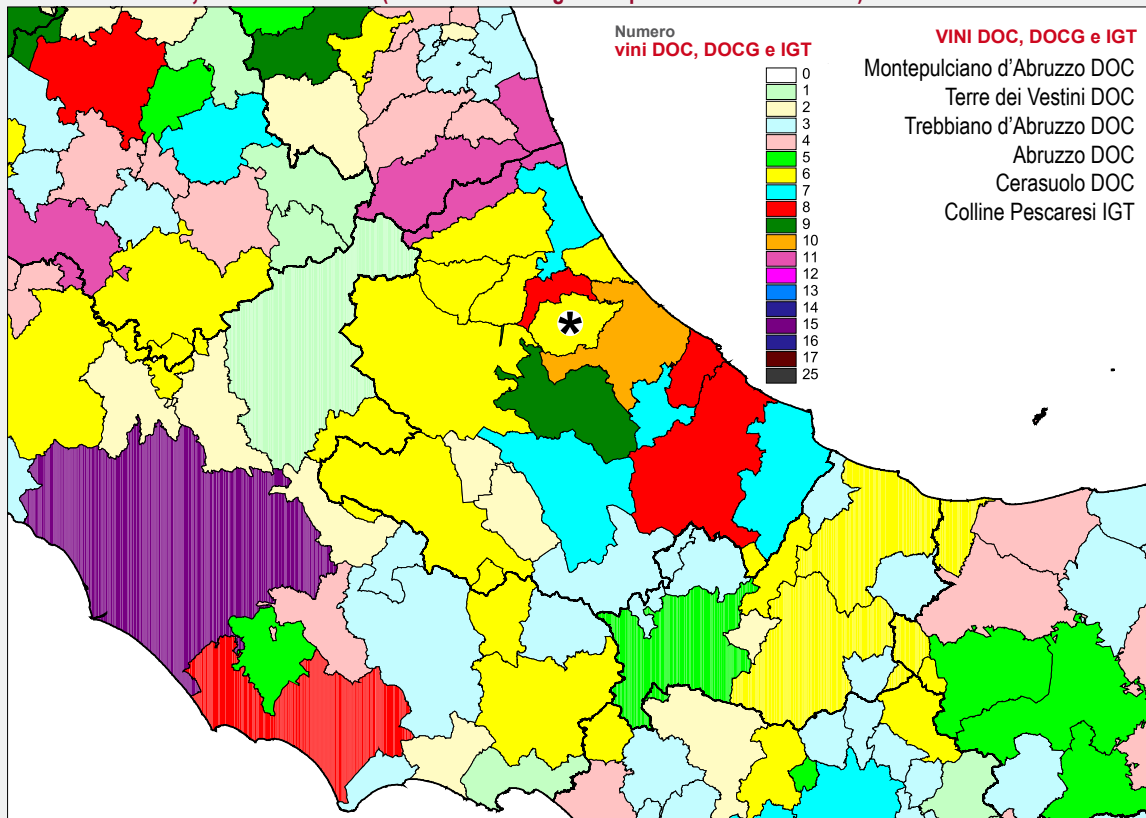 Numero
vini DOC, DOCG e IGT
0
1
2
3
4
5
6
7
8
9
10
11
12
13
14
15
16
17
25
VINI DOC, DOCG e IGT
Montepulciano d'Abruzzo DOC
Terre dei Vestini DOC
Trebbiano d'Abruzzo DOC
Abruzzo DOC
Cerasuolo DOC
Colline Pescaresi IGT
*